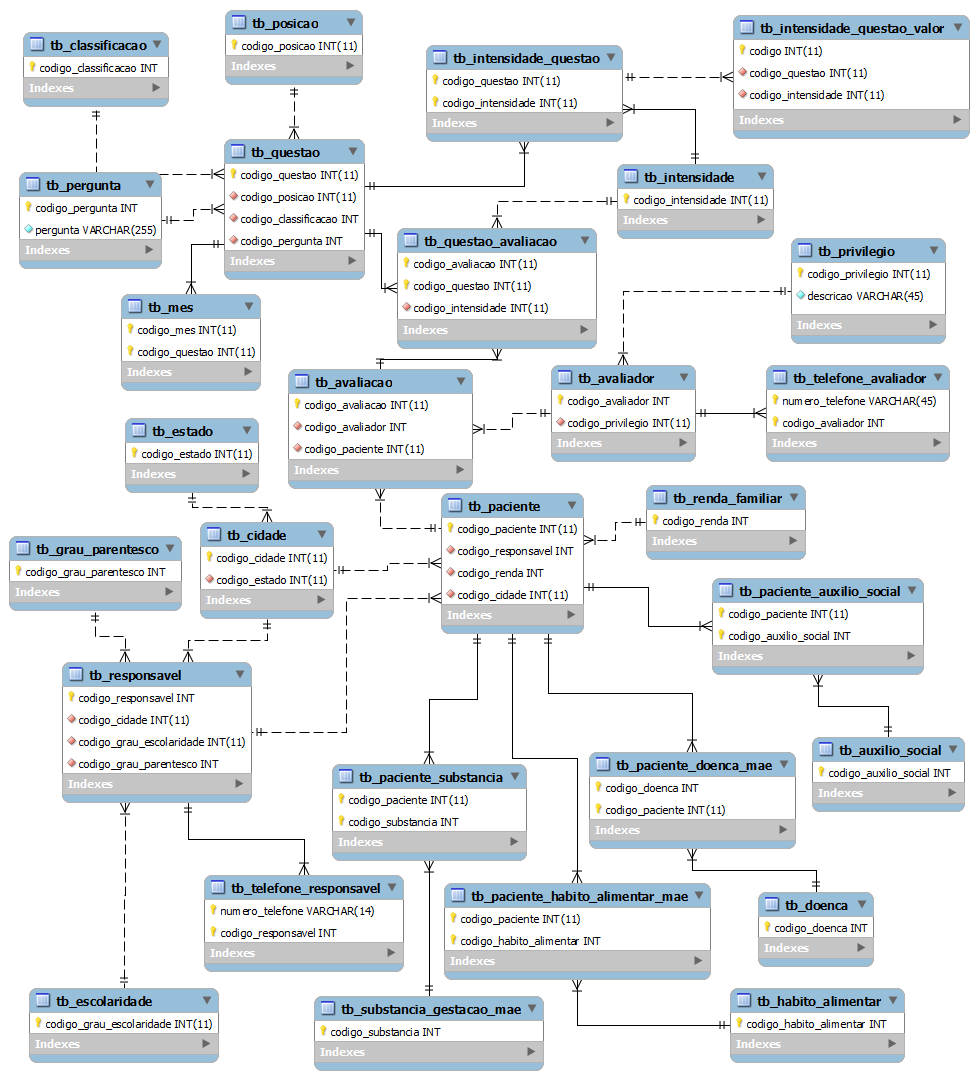 tb_classificacao
codigo_classificacao INT
Indexes
tb_posicao
codigo_posicao INT(11)
Indexes
tb_intensidade_questao
codigo_questao INT(11)
codigo_intensidade INT(11)
Indexes
tb_intensidade_questao_valor
codigo INT(11)
codigo_questao INT(11)
codigo_intensidade INT(11)
Indexes
tb_pergunta
codigo_pergunta INT
pergunta VARCHAR(255)
Indexes
tb_questao
codigo_questao INT(11)
codigo_posicao INT(11)
codigo_classificacao INT
codigo_pergunta INT
Indexes
tb_intensidade
codigo_intensidade INT(11)
Indexes
tb_questao_avaliacao
codigo_avaliacao INT(11)
codigo_questao INT(11)
codigo_intensidade INT(11)
Indexes
tb_privilegio
codigo_privilegio INT(11)
descricao VARCHAR(45)
Indexes
tb_mes
codigo_mes INT(11)
codigo_questao INT(11)
Indexes
tb_avaliacao
codigo_avaliacao INT(11)
codigo_avaliador INT
codigo_paciente INT(11)
Indexes
tb_avaliador
codigo_avaliador INT
codigo_privilegio INT(11)
Indexes
tb_telefone_avaliador
numero_telefone VARCHAR(45)
codigo_avaliador INT
Indexes
tb_estado
codigo_estado INT(11)
Indexes
tb_paciente
codigo_paciente INT(11)
codigo_responsavel INT
codigo_renda INT
codigo_cidade INT(11)
Indexes
tb_renda_familiar
codigo_renda INT
Indexes
tb_grau_parentesco
codigo_grau_parentesco INT
Indexes
tb_cidade
codigo_cidade INT(11)
codigo_estado INT(11)
Indexes
tb_paciente_auxilio_social
codigo_paciente INT(11)
codigo_auxilio_social INT
Indexes
tb_responsavel
codigo_responsavel INT
codigo_cidade INT(11)
codigo_grau_escolaridade INT(11)
codigo_grau_parentesco INT
Indexes
tb_auxilio_social
codigo_auxilio_social INT
Indexes
tb_paciente_substancia
codigo_paciente INT(11)
codigo_substancia INT
Indexes
tb_paciente_doenca_mae
codigo_doenca INT
codigo_paciente INT(11)
Indexes
tb_telefone_responsavel
numero_telefone VARCHAR(14)
codigo_responsavel INT
Indexes
tb_paciente_habito_alimentar_mae
codigo_paciente INT(11)
codigo_habito_alimentar INT
Indexes
tb_doenca
codigo_doenca INT
Indexes
tb_escolaridade
codigo_grau_escolaridade INT(11)
Indexes
tb_substancia_gestacao_mae
codigo_substancia INT
Indexes
tb_habito_alimentar
codigo_habito_alimentar INT
Indexes